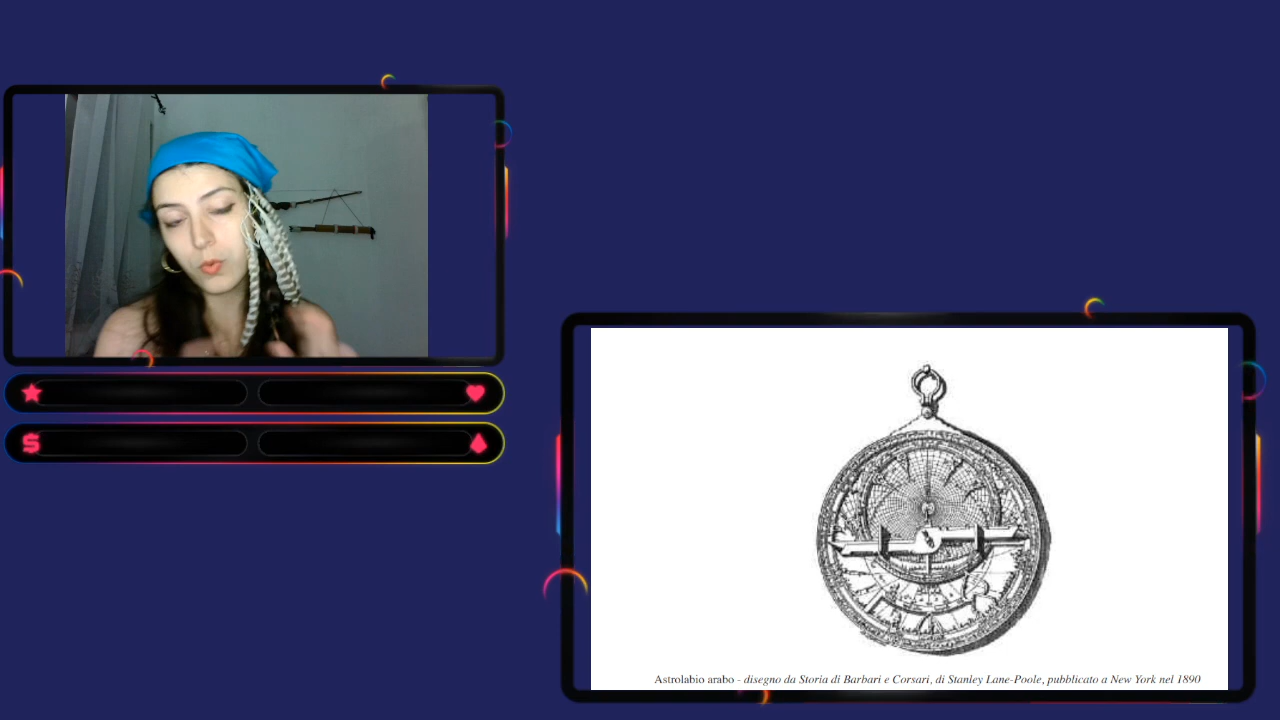 Astrolabio arabo - disegno da Storia di Barbari e Corsari, di Stanley Lane-Poole, pubblicato a New York nel 1890